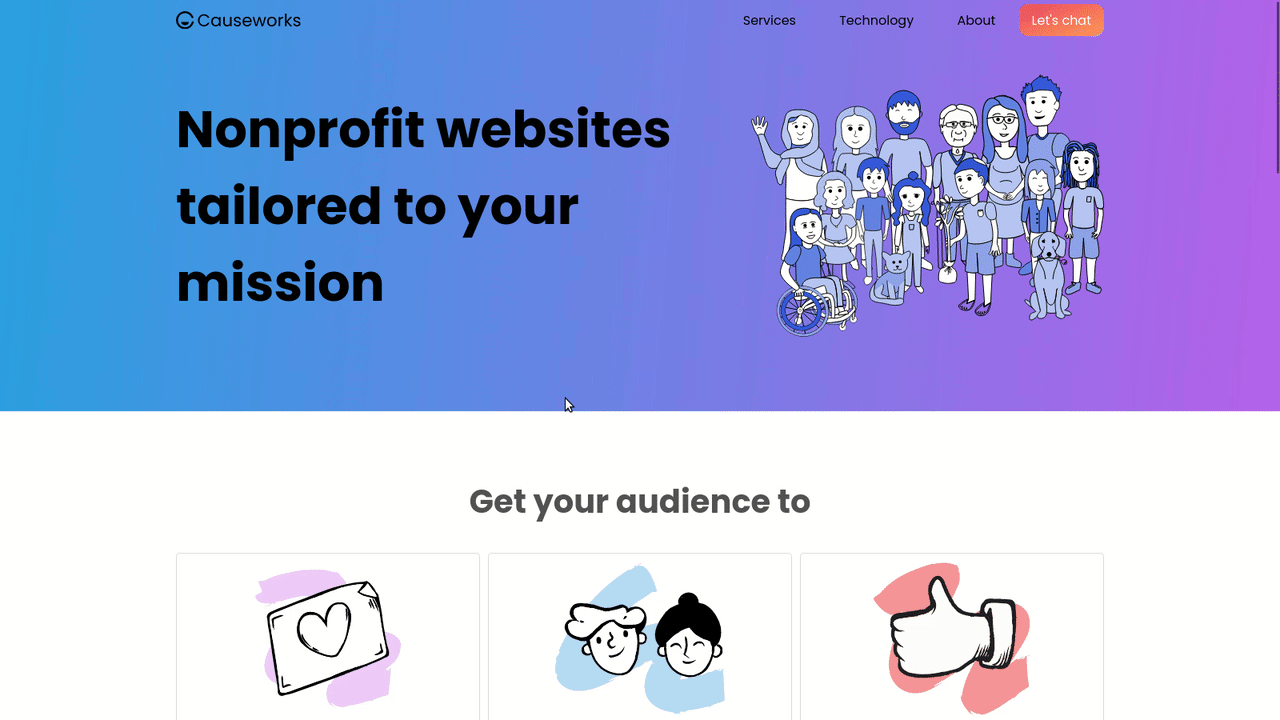 Causeworks
Services
Technology
About
Let's chat
Nonprofit websites
tailored to your
mission
Get your audience to